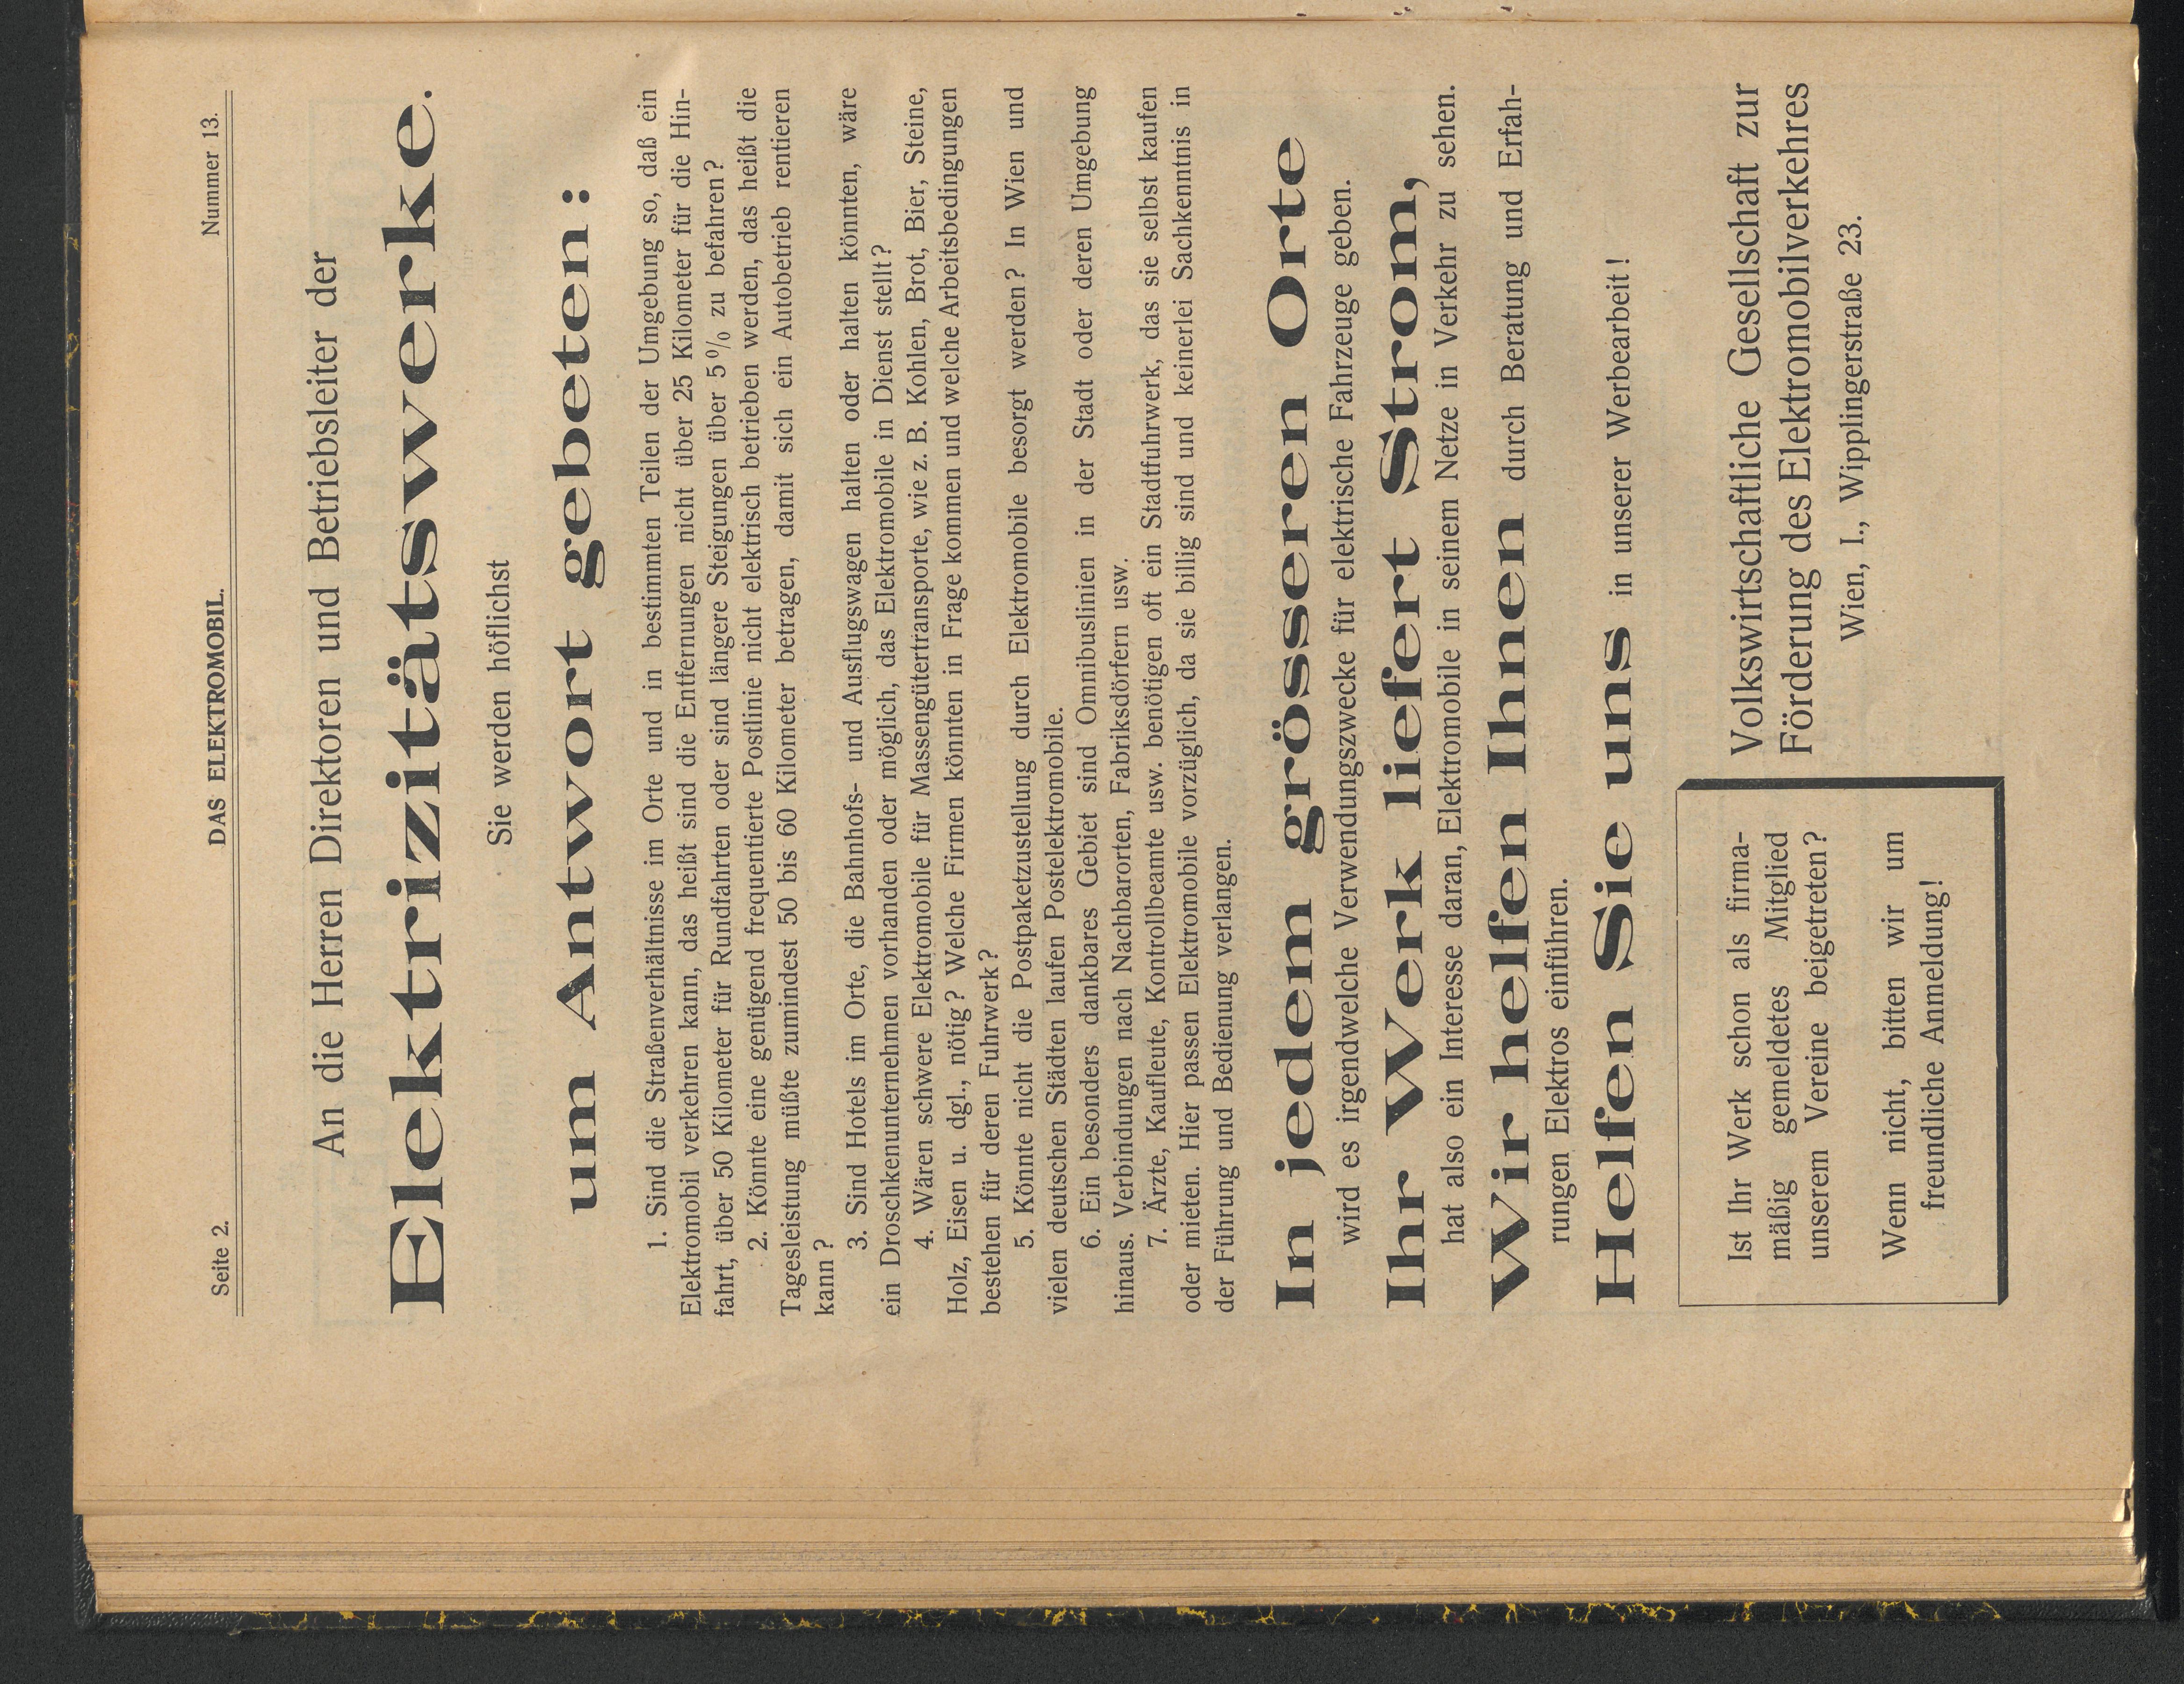 Seite 2. DAS ELEKTROMOBIL. Nummer 13.
An die Herren Direktoren und Betriebsleiter der
Elektrizitätswerke.
Sie werden höflichst
um Antwort gebeten:
1. Sind die Straßenverhältnisse im Orte und in bestimmten Teilen der Umgebung so, daß ein
Elektromobil verkehren kann, das heißt sind die Entfernungen nicht über 25 Kilometer für die Hin-
fahrt, über 50 Kilometer für Rundfahrten oder sind längere Steigungen über 5% zu befahren?
2. Könnte eine genügend frequentierte Postlinie nicht elektrisch betrieben werden, das heißt die
Tagesleistung müßte zumindest 50 bis 60 Kilometer betragen, damit sich ein Autobetrieb rentieren
kann?
3. Sind Hotels im Orte, die Bahnhofs- und Ausflugswagen halten oder halten könnten, wäre
ein Droschkenunternehmen vorhanden oder möglich, das Elektromobile in Dienst stellt?
4. Wären schwere Elektromobile für Massengütertransporte, wie z. B. Kohlen, Brot, Bier, Steine,
Holz, Eisen u. dgl., nötig? Welche Firmen könnten in Frage kommen und welche Arbeitsbedingungen
bestehen für deren Fuhrwerk?
5. Könnte nicht die Postpaketzustellung durch Elektromobile besorgt werden? In Wien und
vielen deutschen Städten laufen Postelektromobile.
6. Ein besonders dankbares Gebiet sind Omnibuslinien in der Stadt oder deren Umgebung
hinaus. Verbindungen nach Nachbarorten, Fabriksdörfern usw.
7. Ärzte, Kaufleute, Kontrollbeamte usw. benötigen oft ein Stadtfuhrwerk, das sie selbst kaufen
oder mieten. Hier passen Elektromobile vorzüglich, da sie billig sind und keinerlei Sachkenntnis in
der Führung und Bedienung verlangen.
In jedem grösseren Orte
wird es irgendwelche Verwendungszwecke für elektrische Fahrzeuge geben.
Ihr Werk liefert Strom,
hat also ein Interesse daran, Elektromobile in seinem Netze in Verkehr zu sehen.
Wir helfen Ihnen durch Beratung und Erfah-
rungen Elektros einführen.
Helfen Sie uns in unserer Werbearbeit!
Ist Ihr Werk schon als firma-
mäßig gemeldetes Mitglied
unserem Vereine beigetreten?
Wenn nicht, bitten wir um
freundliche Anmeldung!
Volkswirtschaftliche Gesellschaft zur
Förderung des Elektromobilverkehres
Wien, I., Wipplingerstraße 23.